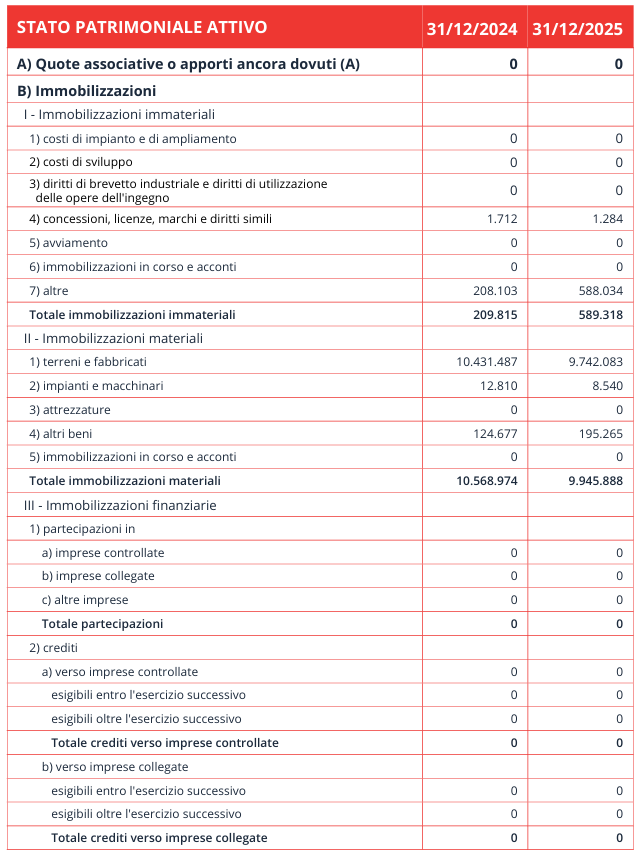 STATO PATRIMONIALE ATTIVO 31/12/2024 31/12/2025
A) Quote associative o apporti ancora dovuti (A) 0 0
B) Immobilizzazioni
I - Immobilizzazioni immateriali
1) costi di impianto e di ampliamento 0 0
2) costi di sviluppo 0 0
3) diritti di brevetto industriale e diritti di utilizzazione
delle opere dell'ingegno 0 0
4) concessioni, licenze, marchi e diritti simili 1.712 1.284
5) avviamento 0 0
6) immobilizzazioni in corso e acconti 0 0
7) altre 208.103 588.034
Totale immobilizzazioni immateriali 209.815 589.318
II - Immobilizzazioni materiali
1) terreni e fabbricati 10.431.487 9.742.083
2) impianti e macchinari 12.810 8.540
3) attrezzature 0 0
4) altri beni 124.677 195.265
5) immobilizzazioni in corso e acconti 0 0
Totale immobilizzazioni materiali 10.568.974 9.945.888
III - Immobilizzazioni finanziarie
1) partecipazioni in
a) imprese controllate 0 0
b) imprese collegate 0 0
c) altre imprese 0 0
Totale partecipazioni 0 0
2) crediti
a) verso imprese controllate 0 0
esigibili entro l'esercizio successivo 0 0
esigibili oltre l'esercizio successivo 0 0
Totale crediti verso imprese controllate 0 0
b) verso imprese collegate
esigibili entro l'esercizio successivo 0 0
esigibili oltre l'esercizio successivo 0 0
Totale crediti verso imprese collegate 0 0